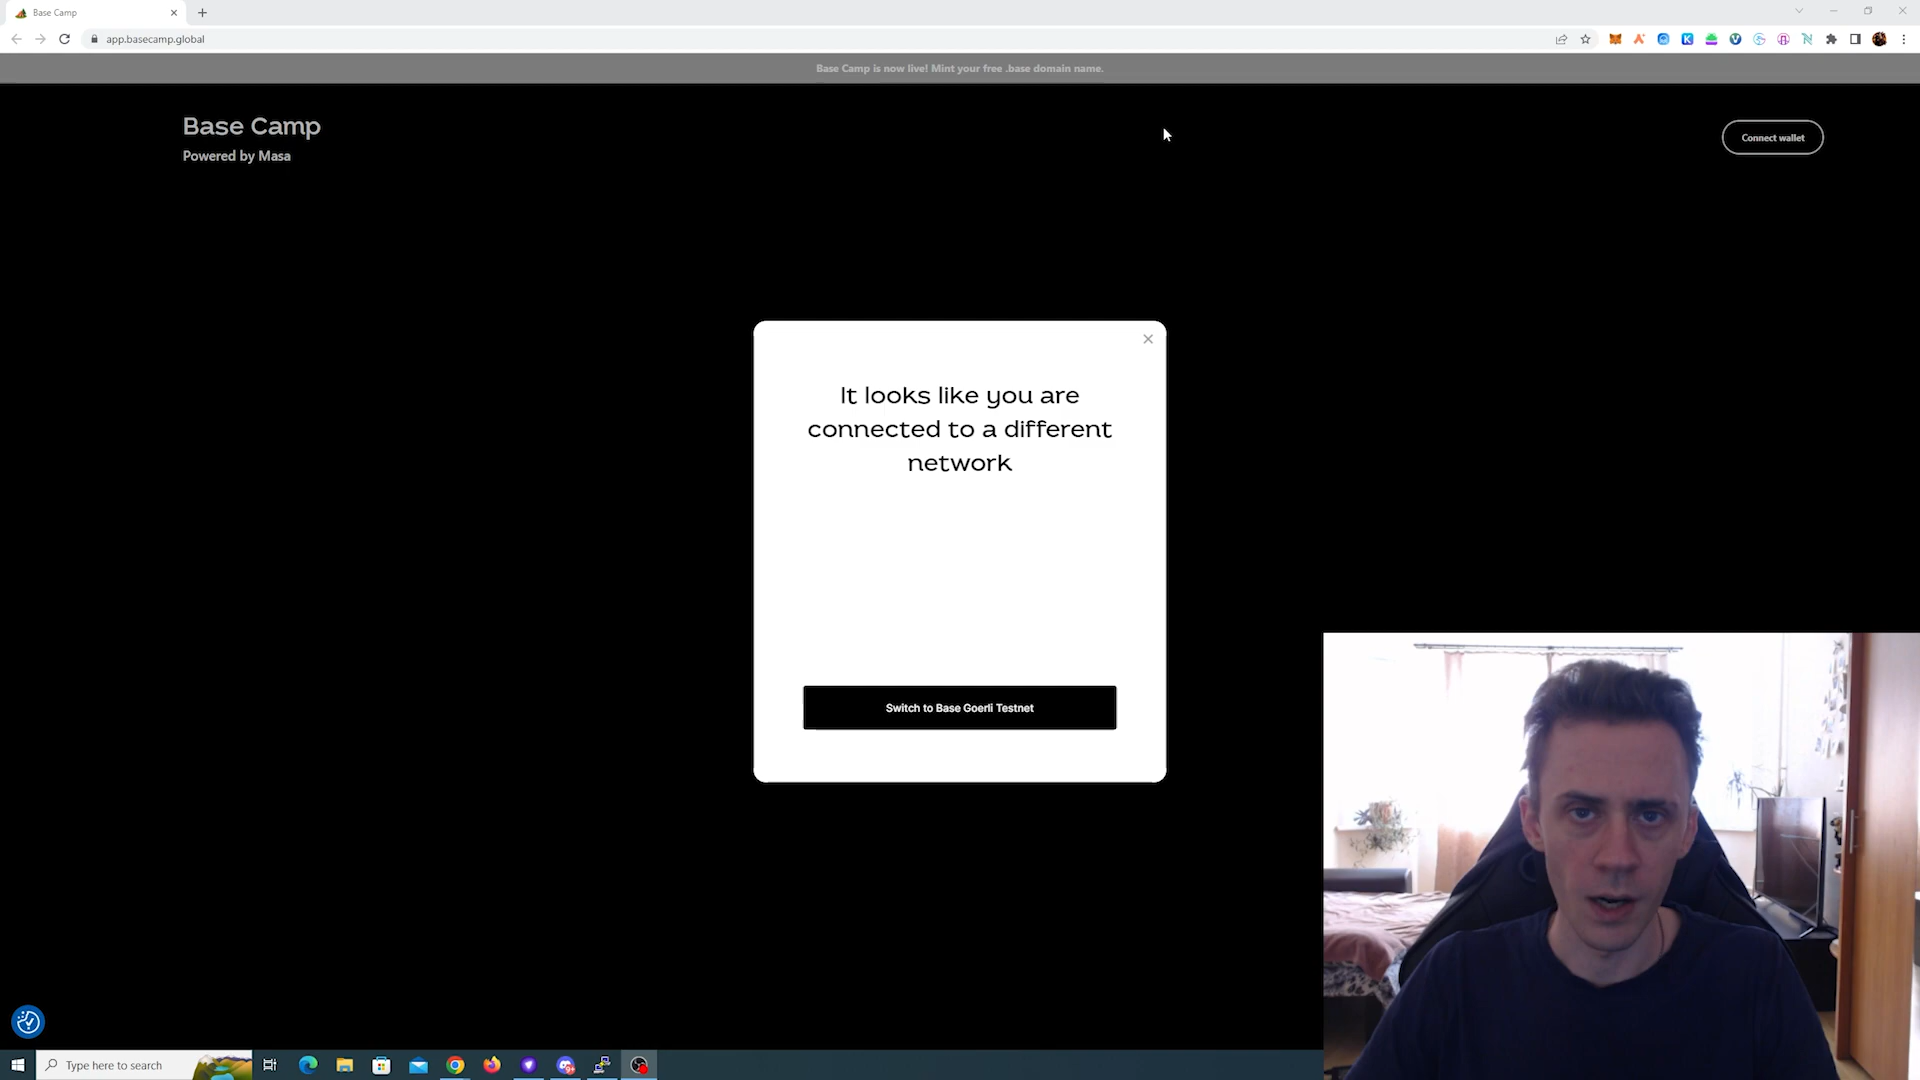 Base Camp
app.basecamp.global
Base Camp is now live! Mint your free .base domain name.
Base Camp
Powered by Masa
Connect wallet
It looks like you are
connected to a different
network
Switch to Base Goerli Testnet
Type here to search